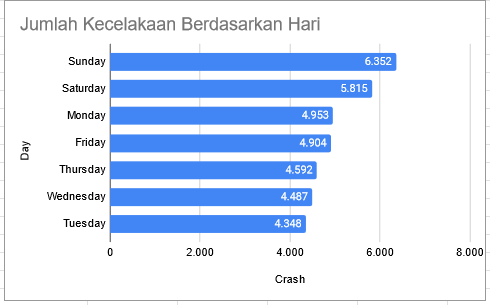 Jumlah Kecelakaan Berdasarkan Hari
Day
Sunday 6.352
Saturday 5.815
Monday 4.953
Friday 4.904
Thursday 4.592
Wednesday 4.487
Tuesday 4.348
0 2.000 4.000 6.000 8.000
Crash